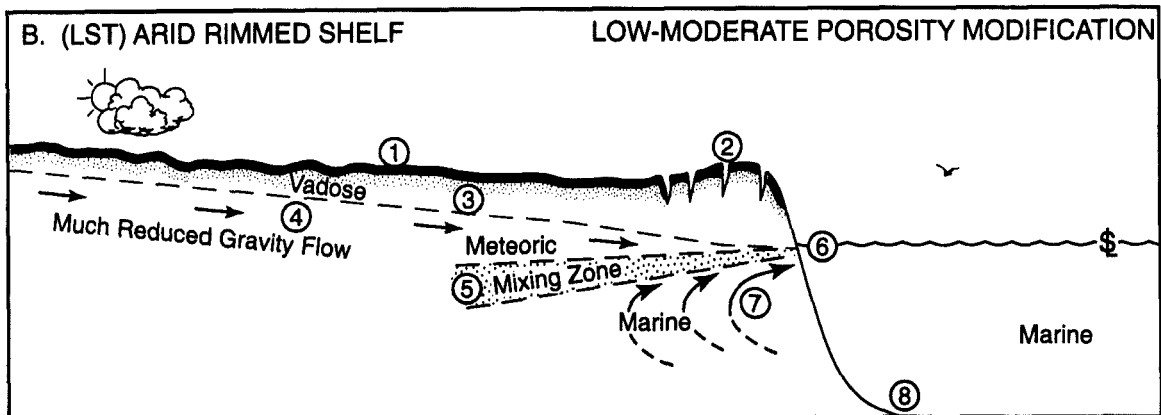 B. (LST) ARID RIMMED SHELF
LOW-MODERATE POROSITY MODIFICATION
①
②
Vadose
③
④
Much Reduced Gravity Flow
Meteoric
⑥
SL
⑤ Mixing Zone
⑦
Marine
Marine
⑧